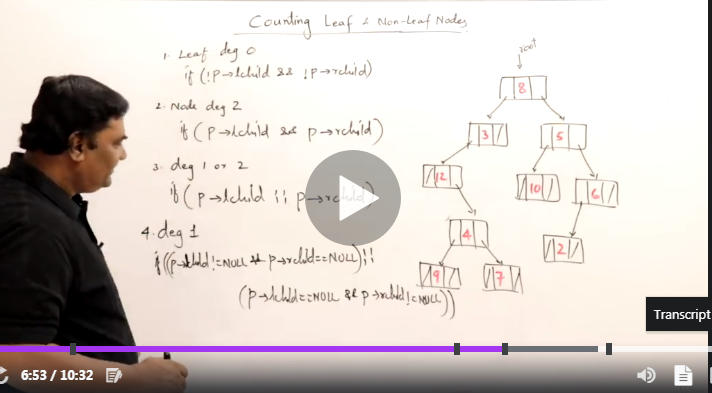 Counting Leaf & Non-Leaf Nodes
1. Leaf deg 0
if (!p→lchild && !p→rchild)
2. Node deg 2
if (p→lchild && p→rchild)
3. deg 1 or 2
if (p→lchild || p→rchild)
4. deg 1
if((p→lchild!=NULL && p→rchild==NULL)||
(p→lchild==NULL && p→rchild!=NULL))
root
8
3
5
12
10
6
4
2
9
7
Transcript
6:53 / 10:32